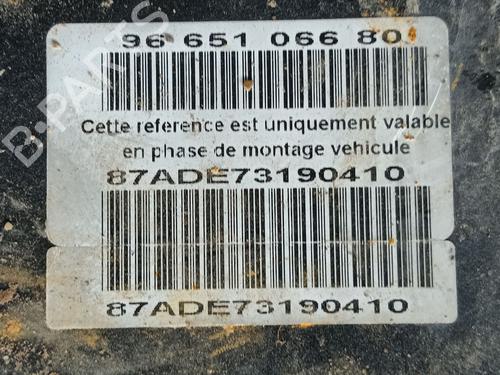 96 651 066 80
Cette reference est uniquement valable
en phase de montage vehicule
87ADE73190410
87ADE73190410
B-PARTS